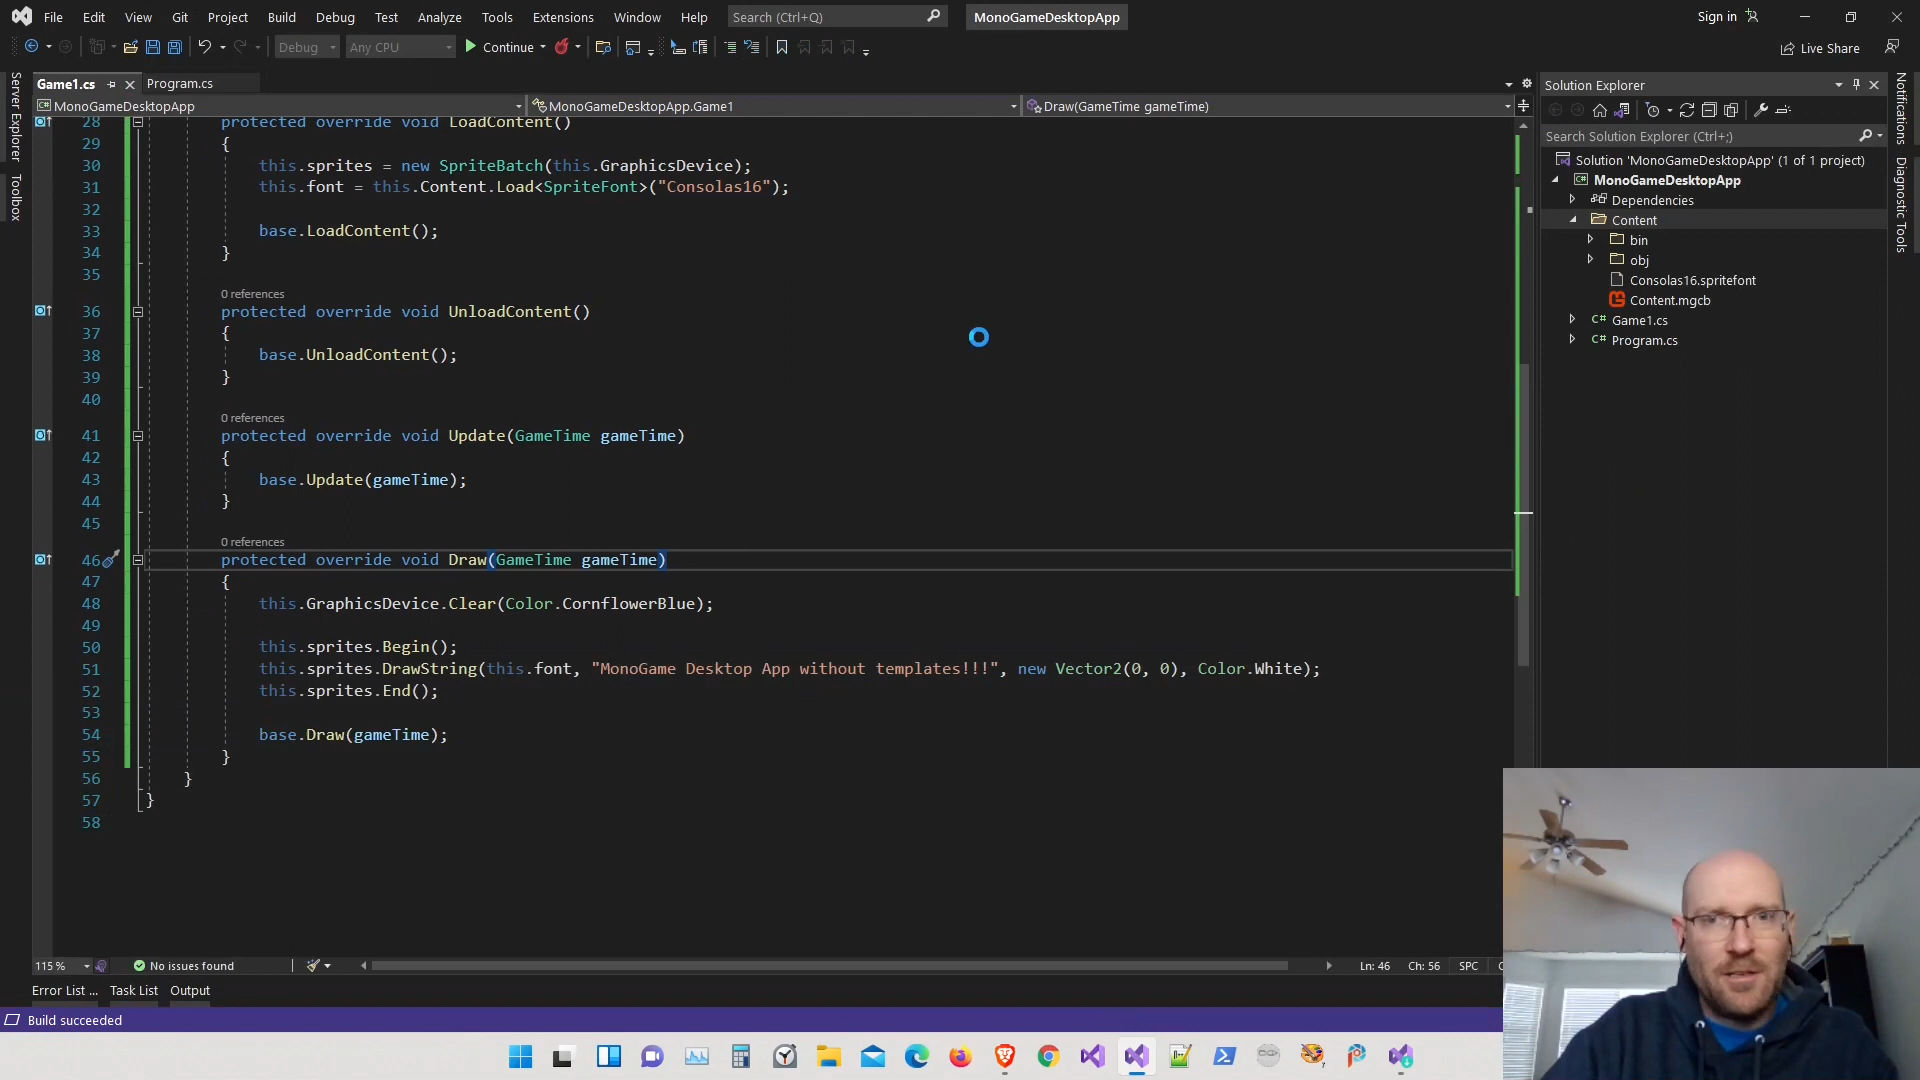 File Edit View Git Project Build Debug Test Analyze Tools Extensions Window Help Search (Ctrl+Q) MonoGameDesktopApp Sign in
Debug Any CPU Continue Live Share
Game1.cs Program.cs
MonoGameDesktopApp MonoGameDesktopApp.Game1 Draw(GameTime gameTime)
Server Explorer
Toolbox
28 protected override void LoadContent()
29 {
30 this.sprites = new SpriteBatch(this.GraphicsDevice);
31 this.font = this.Content.Load<SpriteFont>("Consolas16");
32
33 base.LoadContent();
34 }
35
0 references
36 protected override void UnloadContent()
37 {
38 base.UnloadContent();
39 }
40
0 references
41 protected override void Update(GameTime gameTime)
42 {
43 base.Update(gameTime);
44 }
45
0 references
46 protected override void Draw(GameTime gameTime)
47 {
48 this.GraphicsDevice.Clear(Color.CornflowerBlue);
49
50 this.sprites.Begin();
51 this.sprites.DrawString(this.font, "MonoGame Desktop App without templates!!!", new Vector2(0, 0), Color.White);
52 this.sprites.End();
53
54 base.Draw(gameTime);
55 }
56 }
57 }
58
115 % No issues found Ln: 46 Ch: 56 SPC
Error List ... Task List Output
Build succeeded
Solution Explorer
Search Solution Explorer (Ctrl+;)
Solution 'MonoGameDesktopApp' (1 of 1 project)
MonoGameDesktopApp
Dependencies
Content
bin
obj
Consolas16.spritefont
Content.mgcb
C# Game1.cs
C# Program.cs
Notifications
Diagnostic Tools